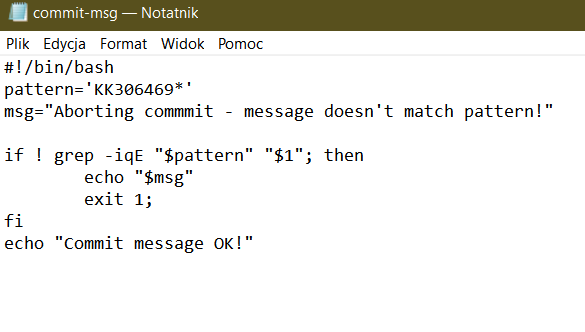 commit-msg — Notatnik
Plik Edycja Format Widok Pomoc
#!/bin/bash
pattern='KK306469*'
msg="Aborting commmit - message doesn't match pattern!"
if ! grep -iqE "$pattern" "$1"; then
echo "$msg"
exit 1;
fi
echo "Commit message OK!"